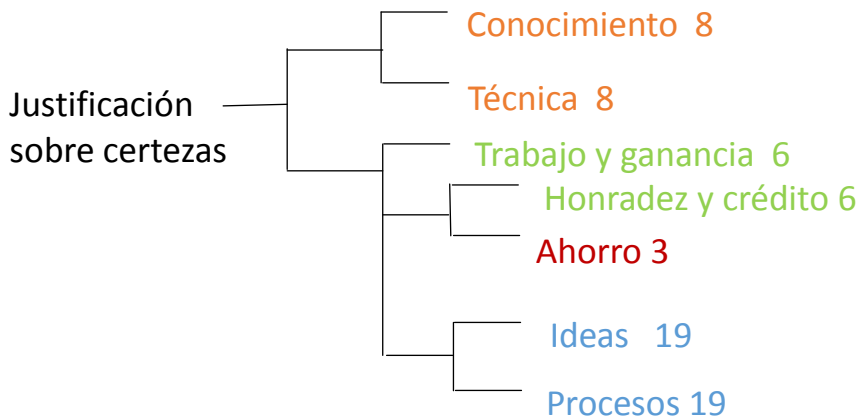 Conocimiento 8
Justificación
sobre certezas
Técnica 8
Trabajo y ganancia 6
Honradez y crédito 6
Ahorro 3
Ideas 19
Procesos 19